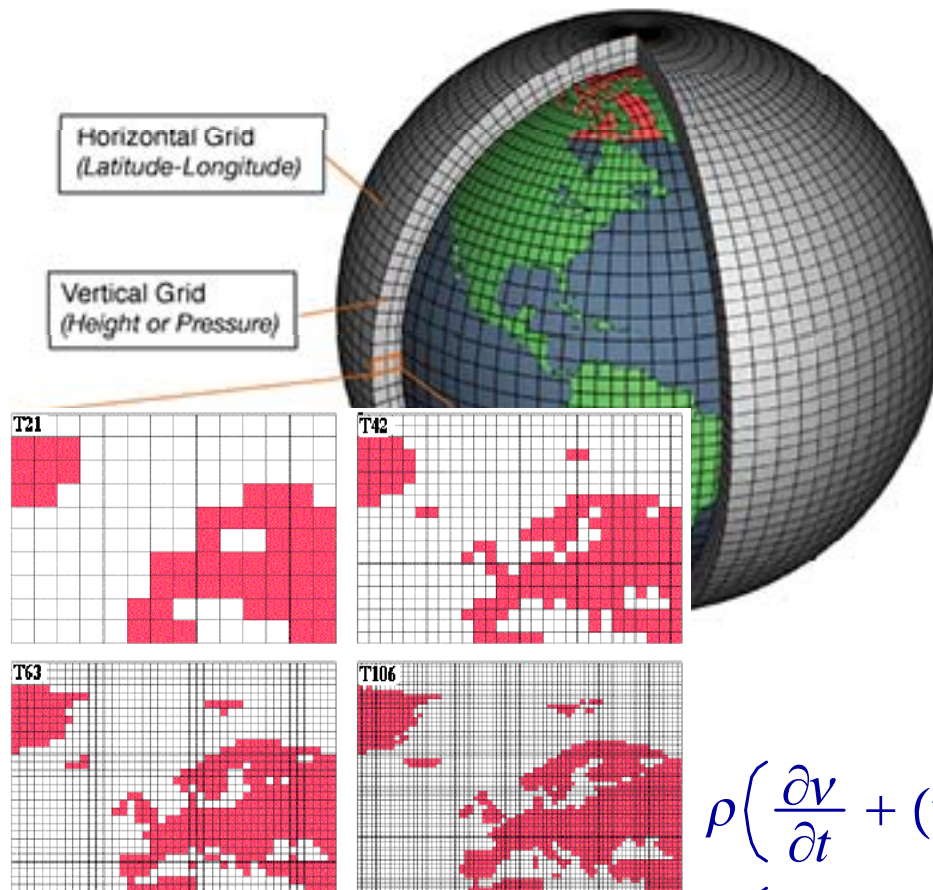 Horizontal Grid
(Latitude-Longitude)
Vertical Grid
(Height or Pressure)
T21
T42
T63
T106
ρ(∂v/∂t + (